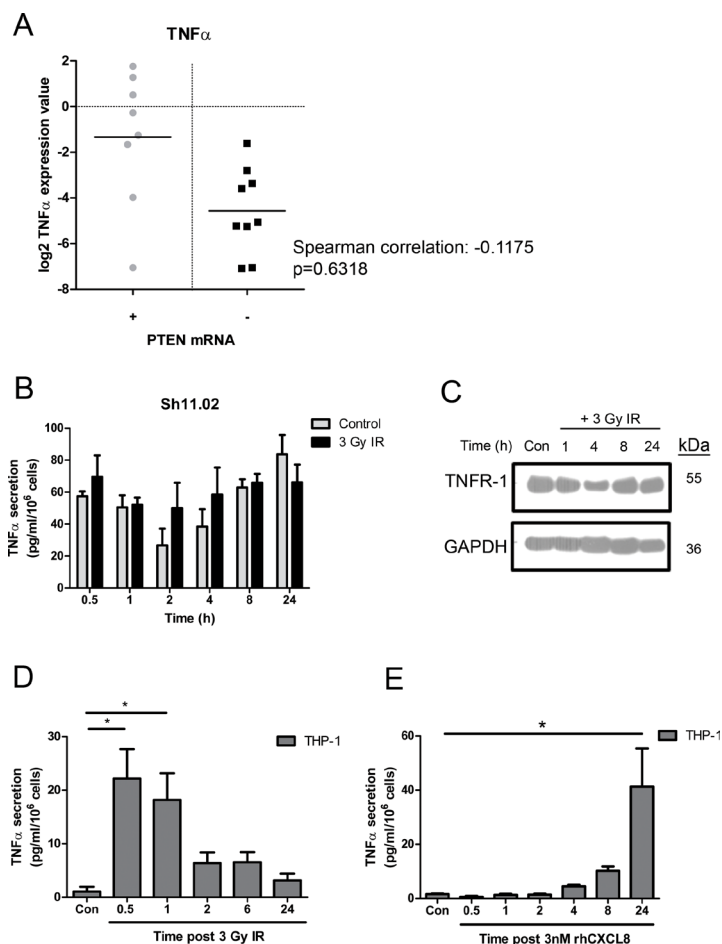 A
TNFα
log2 TNFα expression value
2
0
-2
-4
-6
-8
+ -
PTEN mRNA
Spearman correlation: -0.1175
p=0.6318
B
Sh11.02
Control
3 Gy IR
TNFα secretion
(pg/ml/10⁶ cells)
100
80
60
40
20
0
0.5 1 2 4 8 24
Time (h)
C
+ 3 Gy IR
Time (h) Con 1 4 8 24 kDa
TNFR-1 55
GAPDH 36
D
* 
*
THP-1
TNFα secretion
(pg/ml/10⁶ cells)
30
20
10
0
Con 0.5 1 2 6 24
Time post 3 Gy IR
E
*
THP-1
TNFα secretion
(pg/ml/10⁶ cells)
60
40
20
0
Con 0.5 1 2 4 8 24
Time post 3nM rhCXCL8